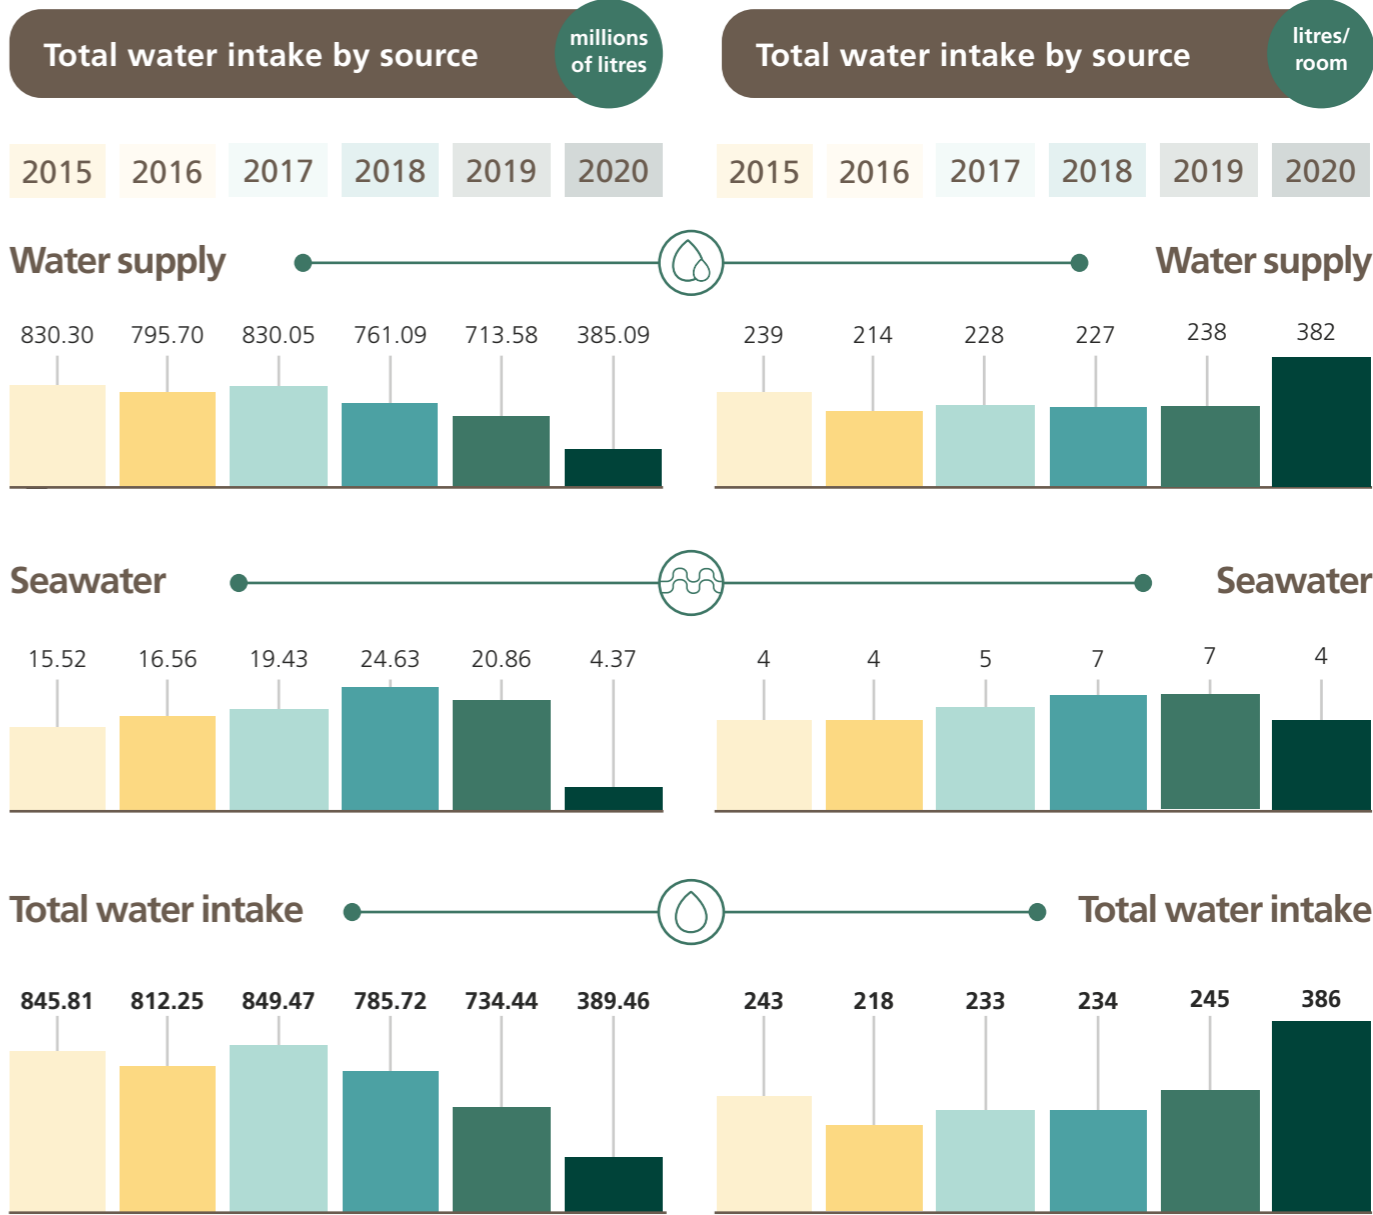 Total water intake by source
millions
of litres
Total water intake by source
litres/
room
2015 2016 2017 2018 2019 2020
2015 2016 2017 2018 2019 2020
Water supply
Water supply
830.30 795.70 830.05 761.09 713.58 385.09
239 214 228 227 238 382
Seawater
Seawater
15.52 16.56 19.43 24.63 20.86 4.37
4 4 5 7 7 4
Total water intake
Total water intake
845.81 812.25 849.47 785.72 734.44 389.46
243 218 233 234 245 386